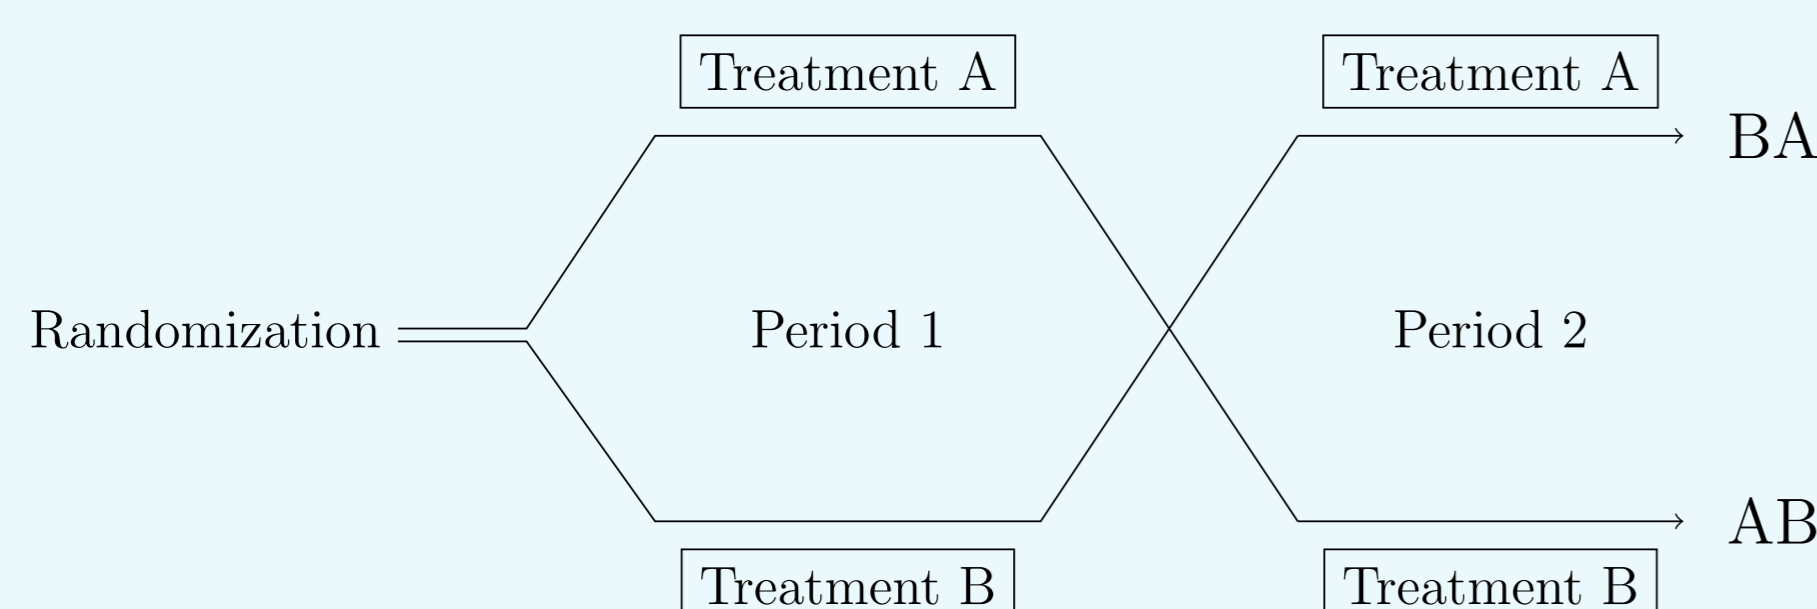 Treatment A
Treatment A
BA
Randomization
Period 1
Period 2
AB
Treatment B
Treatment B